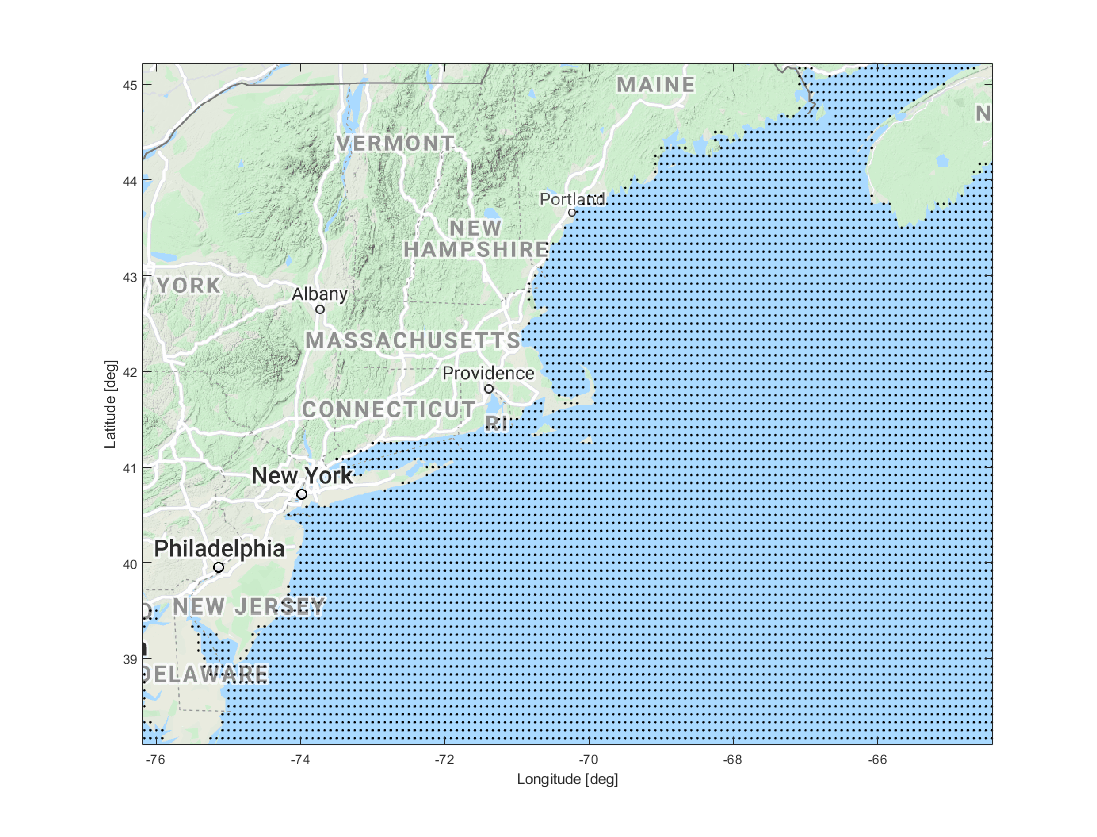 45
MAINE
N
VERMONT
44
Portland
NEW
HAMPSHIRE
43
YORK
Albany
MASSACHUSETTS
42
Providence
CONNECTICUT
RI
41
New York
Philadelphia
40
NEW JERSEY
39
DELAWARE
-76
-74
-72
-70
-68
-66
Longitude [deg]
Latitude [deg]